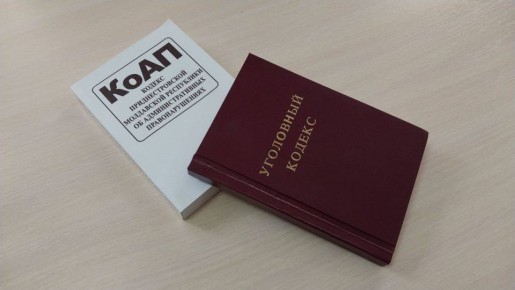 КоАП
КОДЕКС
ПРИДНЕСТРОВСКОЙ
МОЛДАВСКОЙ РЕСПУБЛИКИ
ОБ АДМИНИСТРАТИВНЫХ
ПРАВОНАРУШЕНИЯХ
УГОЛОВНЫЙ
КОДЕКС